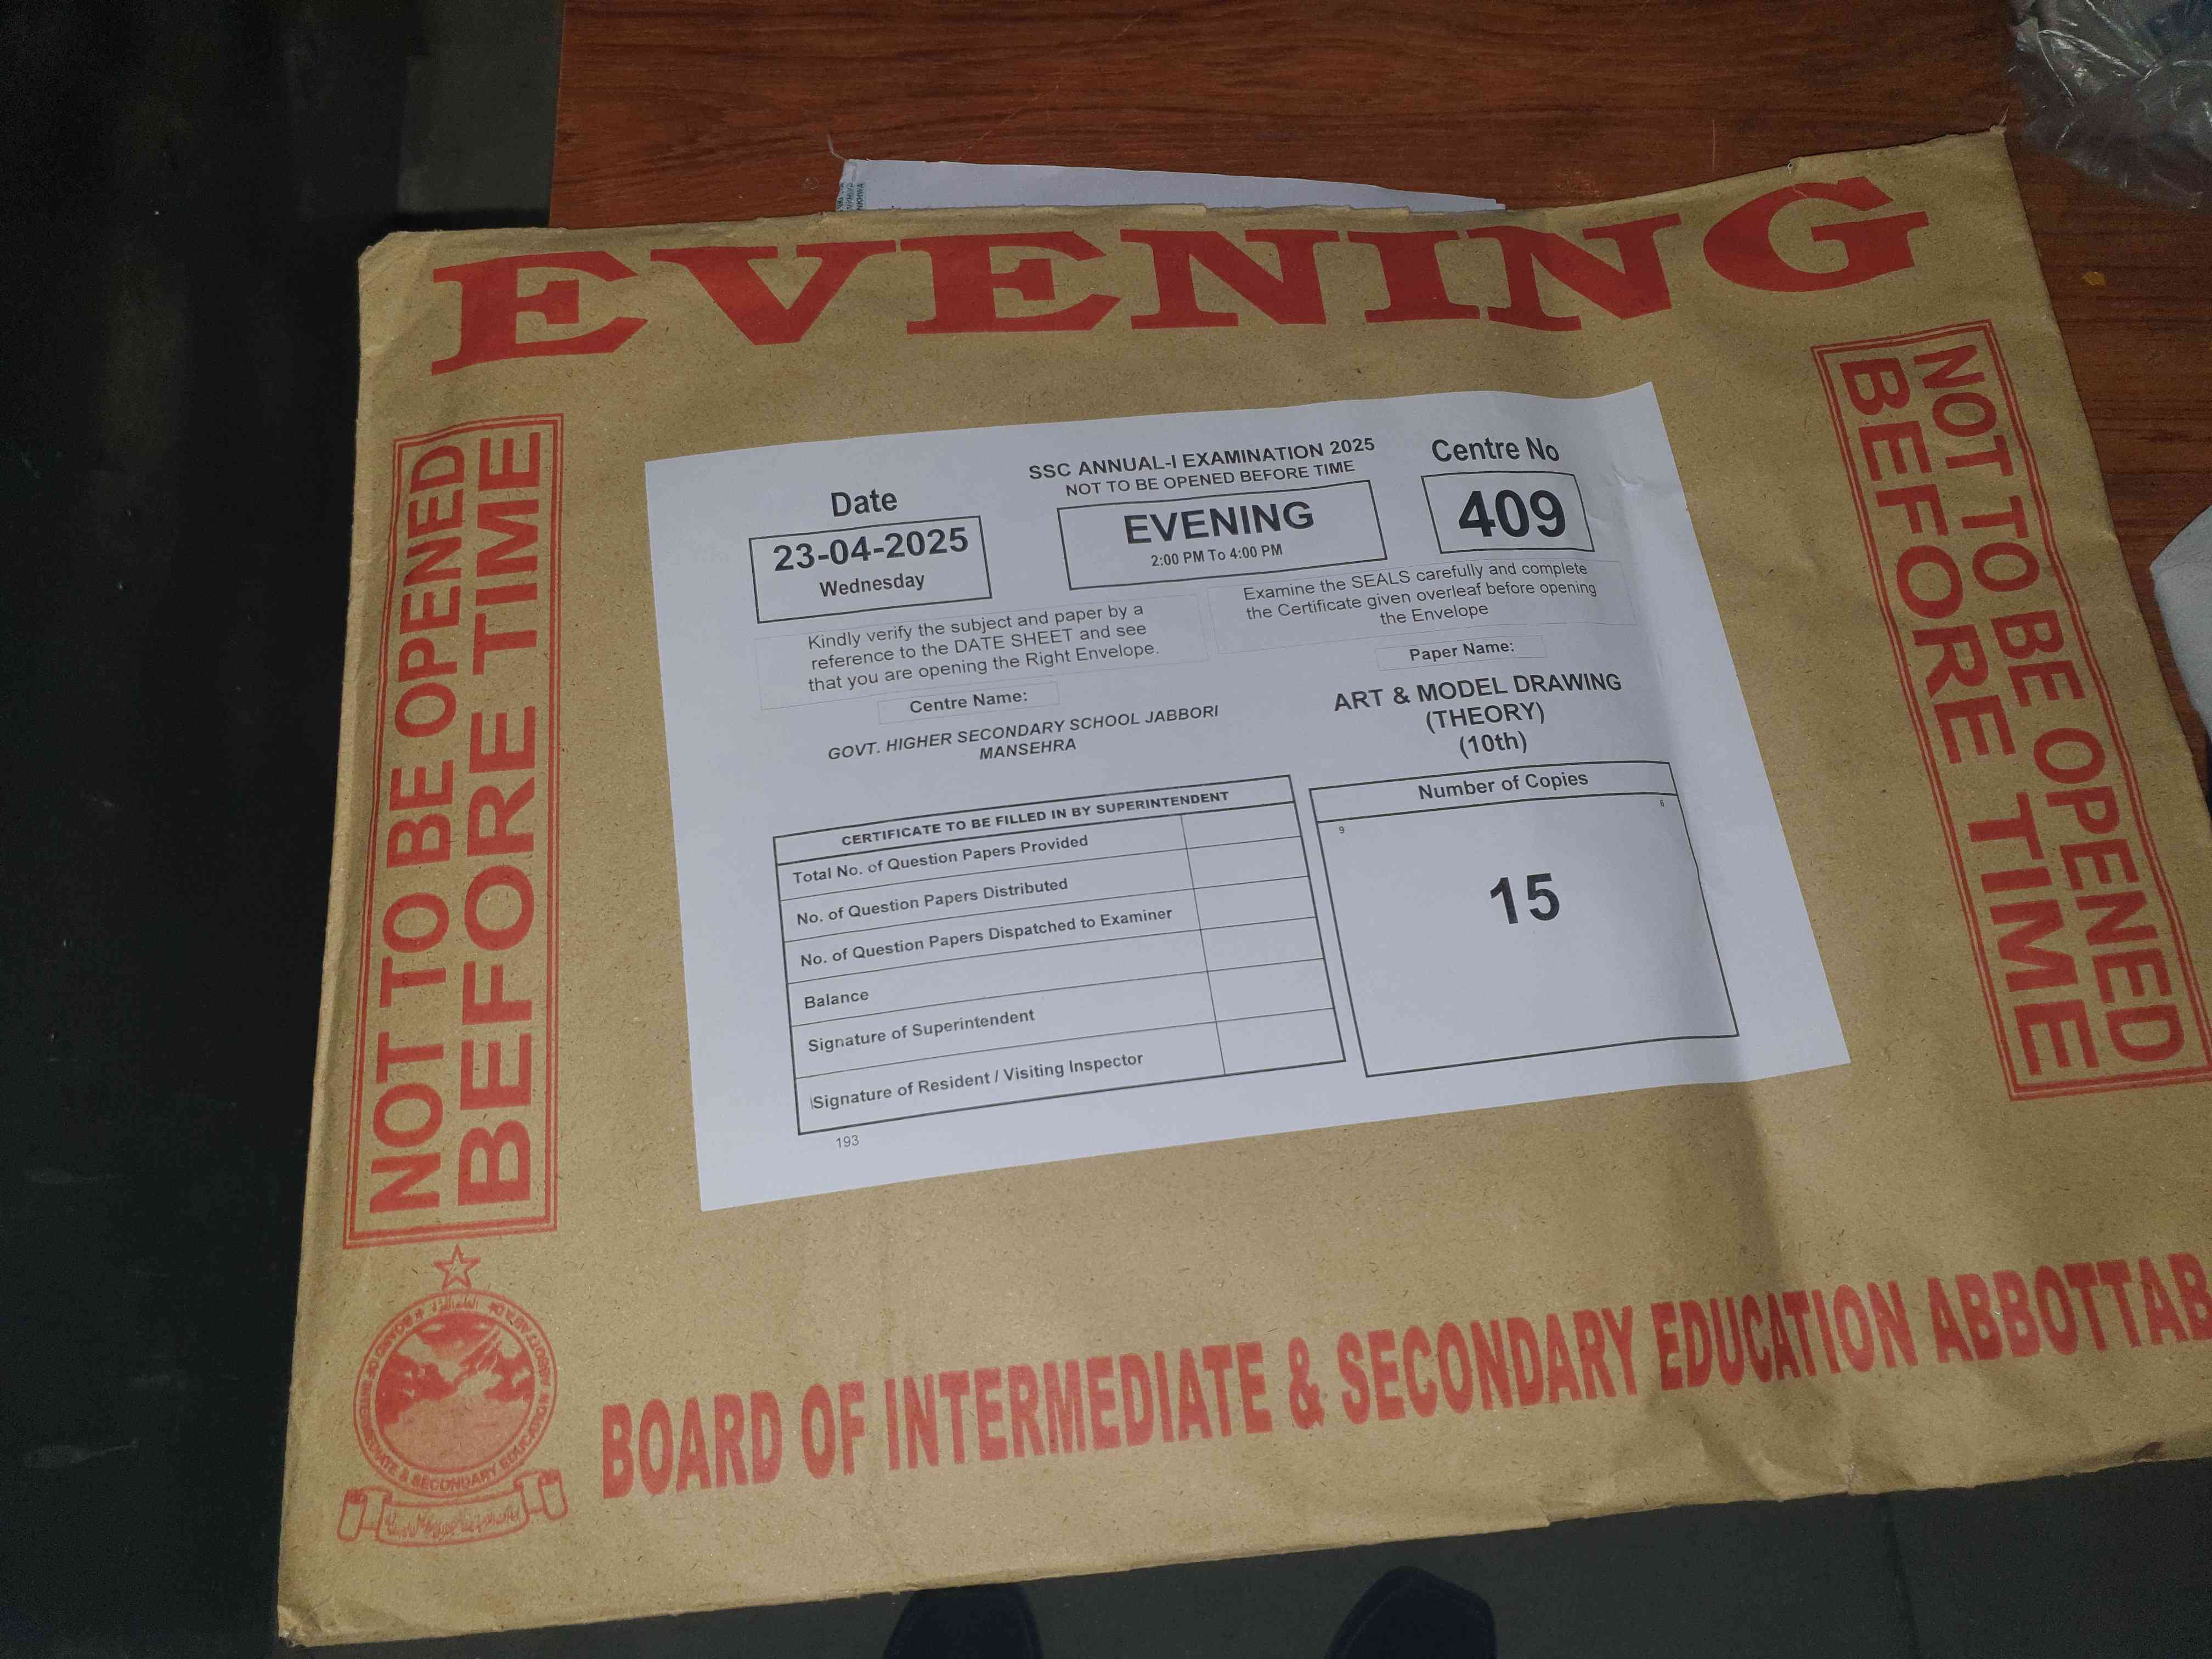 EVENING
NOT TO BE OPENED
BEFORE TIME
NOT TO BE OPENED
BEFORE TIME
SSC ANNUAL-I EXAMINATION 2025
NOT TO BE OPENED BEFORE TIME
Date
23-04-2025
Wednesday
EVENING
2:00 PM To 4:00 PM
Centre No
409
Kindly verify the subject and paper by a
reference to the DATE SHEET and see
that you are opening the Right Envelope.
Examine the SEALS carefully and complete
the Certificate given overleaf before opening
the Envelope
Centre Name:
GOVT. HIGHER SECONDARY SCHOOL JABBORI
MANSEHRA
Paper Name:
ART & MODEL DRAWING
(THEORY)
(10th)
CERTIFICATE TO BE FILLED IN BY SUPERINTENDENT
Total No. of Question Papers Provided
No. of Question Papers Distributed
No. of Question Papers Dispatched to Examiner
Balance
Signature of Superintendent
Signature of Resident / Visiting Inspector
Number of Copies
9
6
15
193
BOARD OF INTERMEDIATE & SECONDARY EDUCATION ABBOTTAB
BOARD OF INTERMEDIATE & SECONDARY EDUCATION